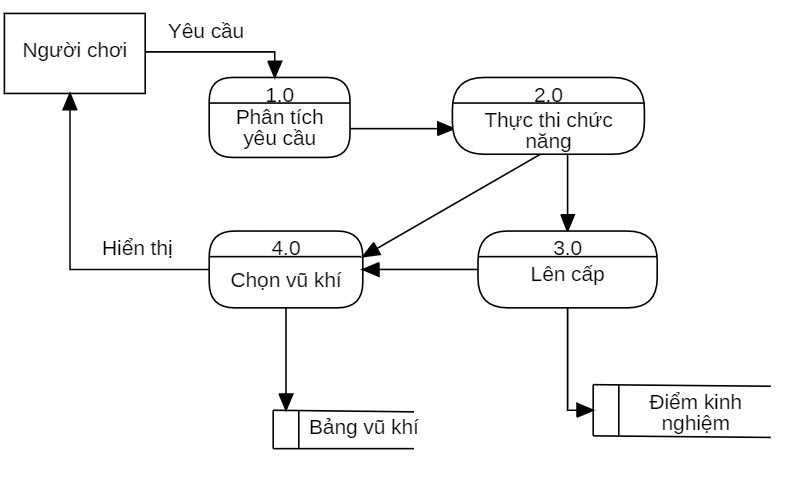 Người chơi
Yêu cầu
1.0
Phân tích
yêu cầu
2.0
Thực thi chức
năng
Hiển thị
4.0
Chọn vũ khí
3.0
Lên cấp
Bảng vũ khí
Điểm kinh
nghiệm